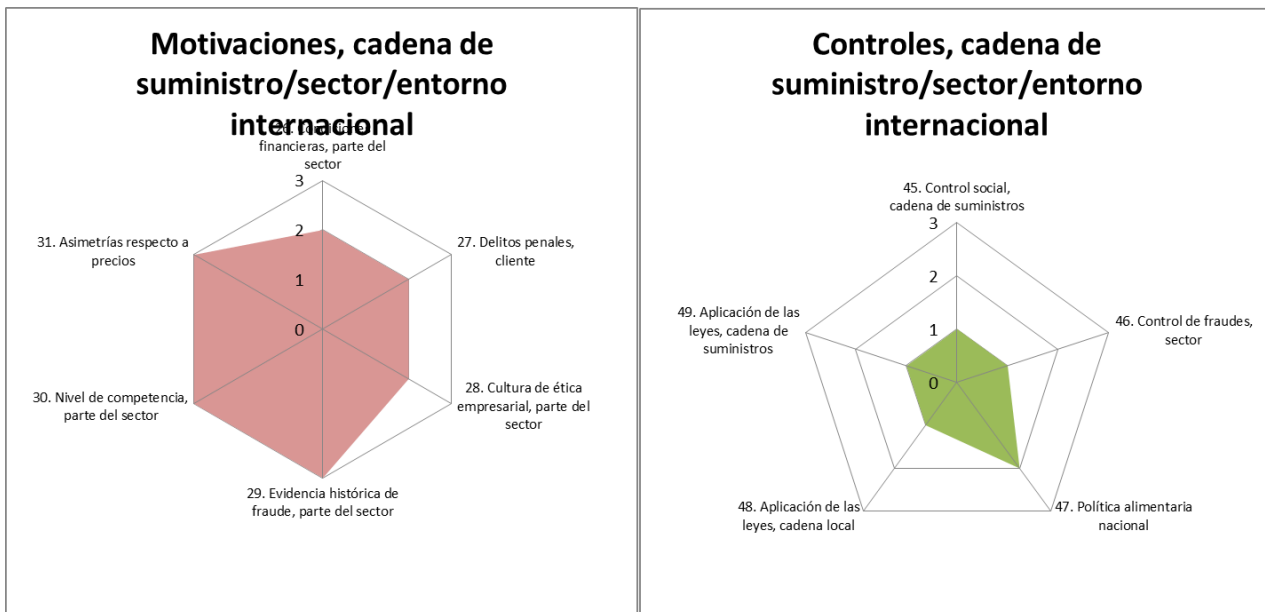 Motivaciones, cadena de
suministro/sector/entorno
internacional
26. Condiciones
financieras, parte del
sector
3
2
1
0
27. Delitos penales,
cliente
28. Cultura de ética
empresarial, parte del
sector
29. Evidencia histórica de
fraude, parte del sector
30. Nivel de competencia,
parte del sector
31. Asimetrías respecto a
precios
Controles, cadena de
suministro/sector/entorno
internacional
45. Control social,
cadena de suministros
3
2
1
0
46. Control de fraudes,
sector
47. Política alimentaria
nacional
48. Aplicación de las
leyes, cadena local
49. Aplicación de las
leyes, cadena de
suministros